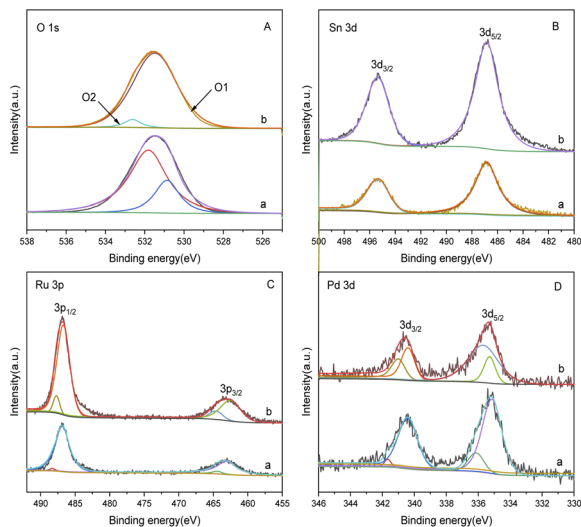 O 1s
A
O2
O1
b
a
Intensity(a.u.)
538 536 534 532 530 528 526
Binding energy(eV)
Sn 3d
B
3d5/2
3d3/2
b
a
Intensity(a.u.)
500 498 496 494 492 490 488 486 484 482 480
Binding energy(eV)
Ru 3p
C
3p1/2
3p3/2
b
a
Intensity(a.u.)
490 485 480 475 470 465 460 455
Binding energy(eV)
Pd 3d
D
3d5/2
3d3/2
b
a
Intensity(a.u.)
346 344 342 340 338 336 334 332 330
Binding energy(eV)